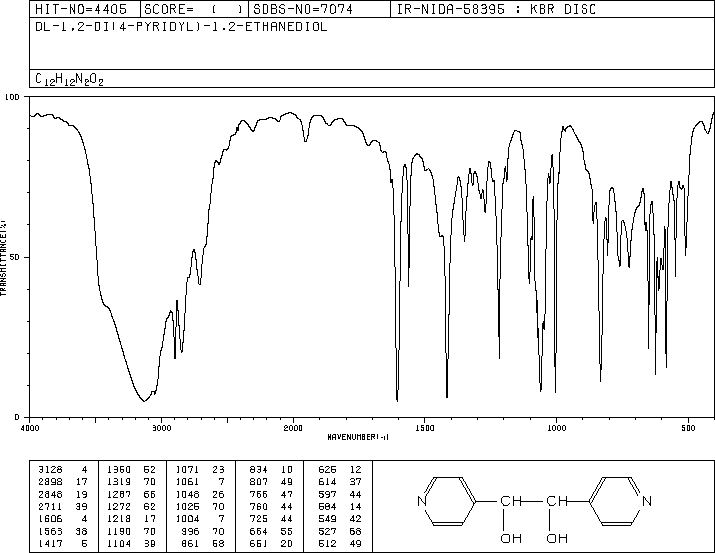 HIT-NO=4405 SCORE= ( ) SDBS-NO=7074 IR-NIDA-58395 : KBR DISC
DL-1,2-DI(4-PYRIDYL)-1,2-ETHANEDIOL
C12H12N2O2
100
50
0
TRANSMITTANCE(%)
4000 3000 2000 1500 1000 500
WAVENUMBER(-1)
3128 4 1350 52 1071 23 834 10 626 12
2898 17 1319 70 1061 7 807 49 614 37
2848 19 1287 66 1048 26 766 47 597 44
2711 39 1272 62 1025 70 760 44 584 14
1606 4 1218 17 1004 7 725 44 549 42
1563 38 1190 70 996 70 664 55 527 68
1417 5 1104 39 861 58 651 20 512 49
N CH CH N
OH OH